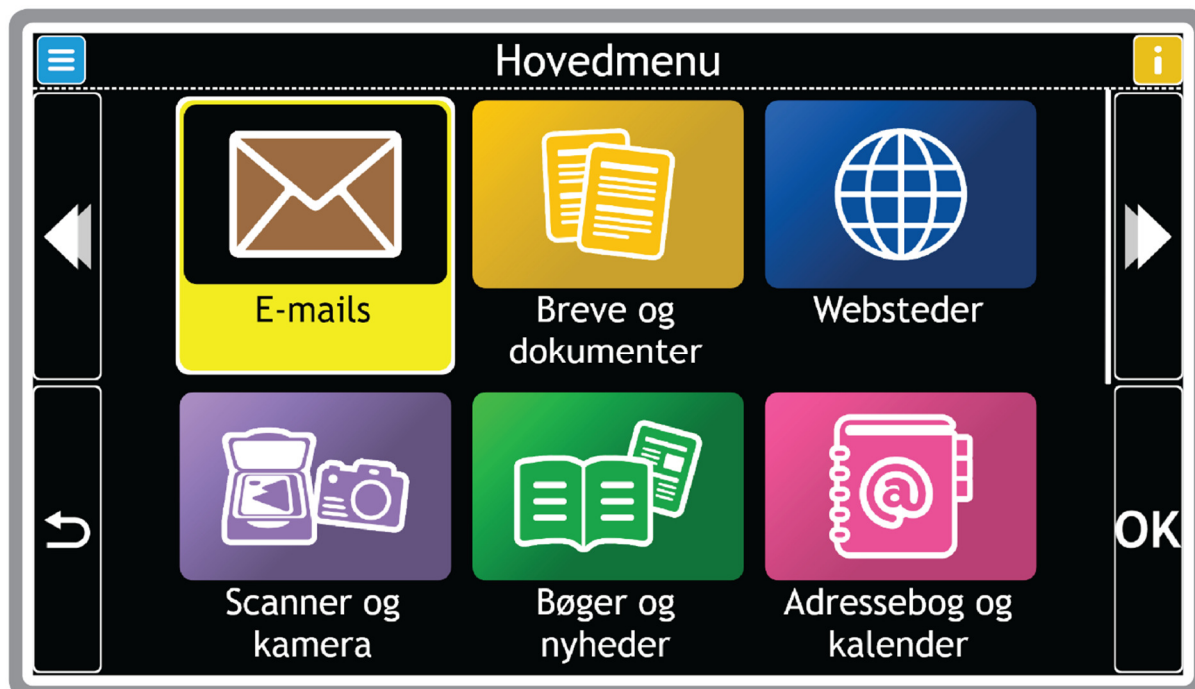 Hovedmenu
E-mails
Breve og
dokumenter
Websteder
Scanner og
kamera
Bøger og
nyheder
Adressebog og
kalender
OK